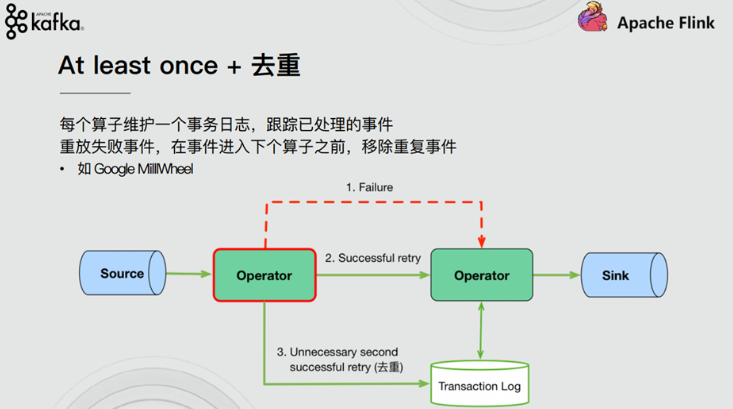 APACHE
kafka
Apache Flink
At least once + 去重
每个算子维护一个事务日志，跟踪已处理的事件
重放失败事件，在事件进入下个算子之前，移除重复事件
• 如 Google MillWheel
1. Failure
Source
Operator
2. Successful retry
Operator
Sink
3. Unnecessary second
successful retry (去重)
Transaction Log